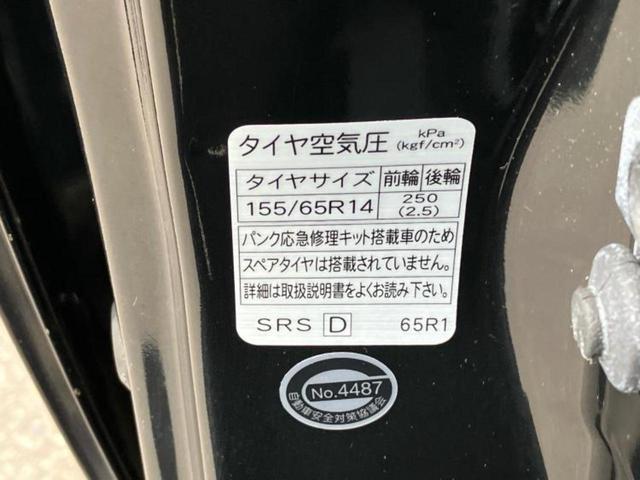 タイヤ空気圧 kPa (kgf/cm²)
タイヤサイズ 前輪 後輪
155/65R14 250 (2.5)
パンク応急修理キット搭載車のため
スペアタイヤは搭載されていません。
詳細は取扱説明書をよくお読み下さい。
SRS D 65R1
No.4487
自動車安全対策協議会